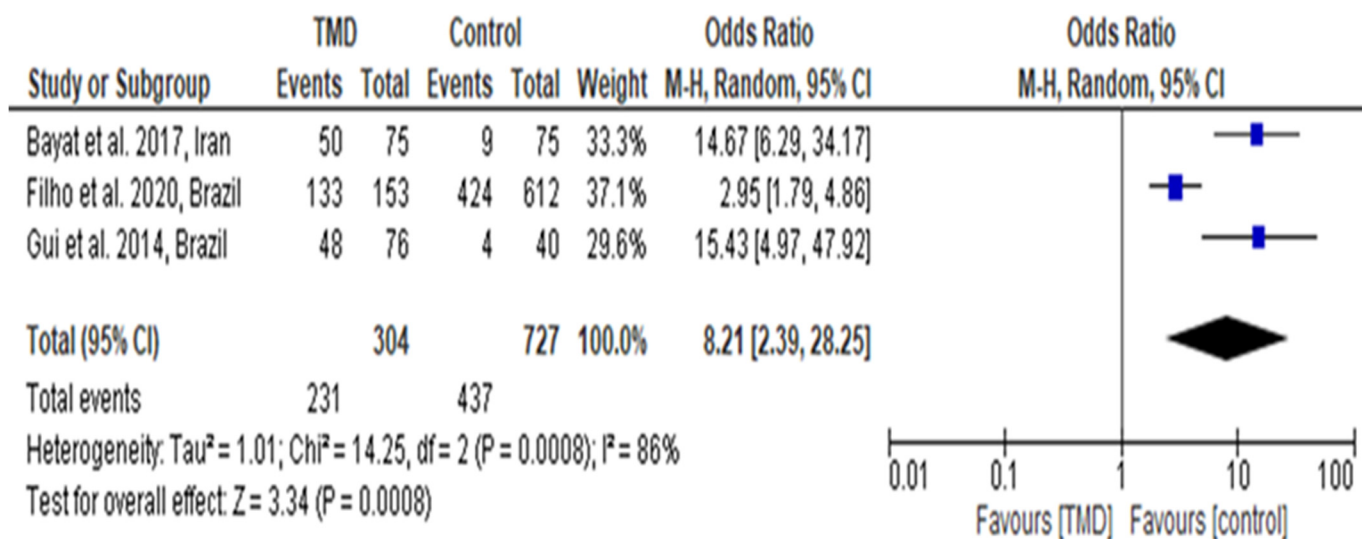 TMD Control Odds Ratio Odds Ratio
Study or Subgroup Events Total Events Total Weight M-H, Random, 95% CI M-H, Random, 95% CI
Bayat et al. 2017, Iran 50 75 9 75 33.3% 14.67 [6.29, 34.17]
Filho et al. 2020, Brazil 133 153 424 612 37.1% 2.95 [1.79, 4.86]
Gui et al. 2014, Brazil 48 76 4 40 29.6% 15.43 [4.97, 47.92]
Total (95% CI) 304 727 100.0% 8.21 [2.39, 28.25]
Total events 231 437
Heterogeneity: Tau² = 1.01; Chi² = 14.25, df = 2 (P = 0.0008); I² = 86%
Test for overall effect: Z = 3.34 (P = 0.0008)
0.01 0.1 1 10 100
Favours [TMD] Favours [control]